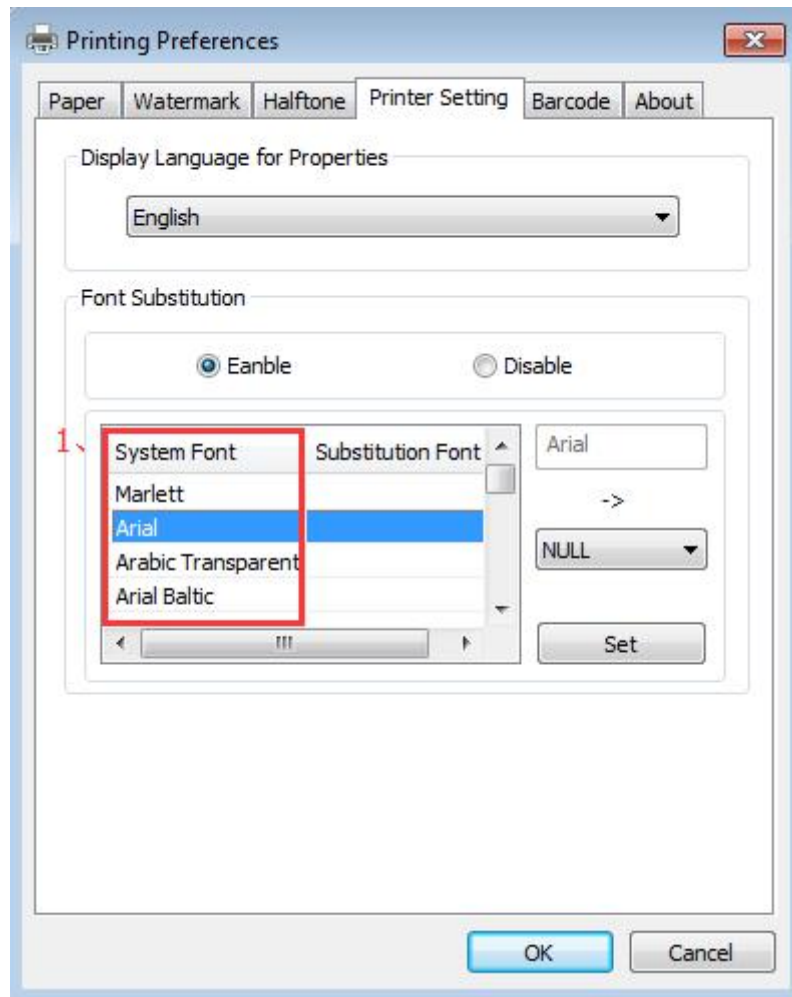 Printing Preferences
Paper Watermark Halftone Printer Setting Barcode About
Display Language for Properties
English
Font Substitution
Eanble Disable
1、
System Font Substitution Font
Arial
Marlett
->
Arial
NULL
Arabic Transparent
Arial Baltic
Set
OK Cancel